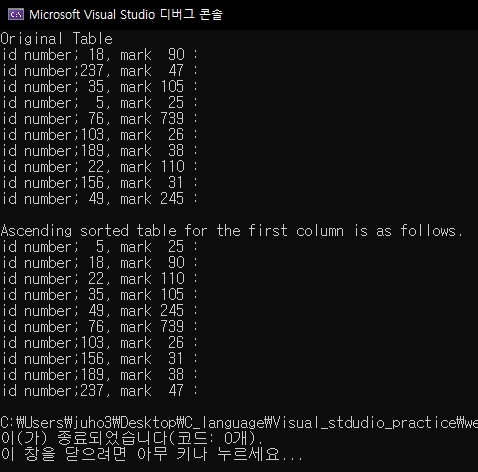 Microsoft Visual Studio 디버그 콘솔
Original Table
id number; 18, mark  90 :
id number;237, mark  47 :
id number; 35, mark 105 :
id number;  5, mark  25 :
id number; 76, mark 739 :
id number;103, mark  26 :
id number;189, mark  38 :
id number; 22, mark 110 :
id number;156, mark  31 :
id number; 49, mark 245 :

Ascending sorted table for the first column is as follows.
id number;  5, mark  25 :
id number; 18, mark  90 :
id number; 22, mark 110 :
id number; 35, mark 105 :
id number; 49, mark 245 :
id number; 76, mark 739 :
id number;103, mark  26 :
id number;156, mark  31 :
id number;189, mark  38 :
id number;237, mark  47 :

C:₩Users₩juho3₩Desktop₩C_language₩Visual_stdudio_practice₩we
이(가) 종료되었습니다(코드: 0개).
이 창을 닫으려면 아무 키나 누르세요...